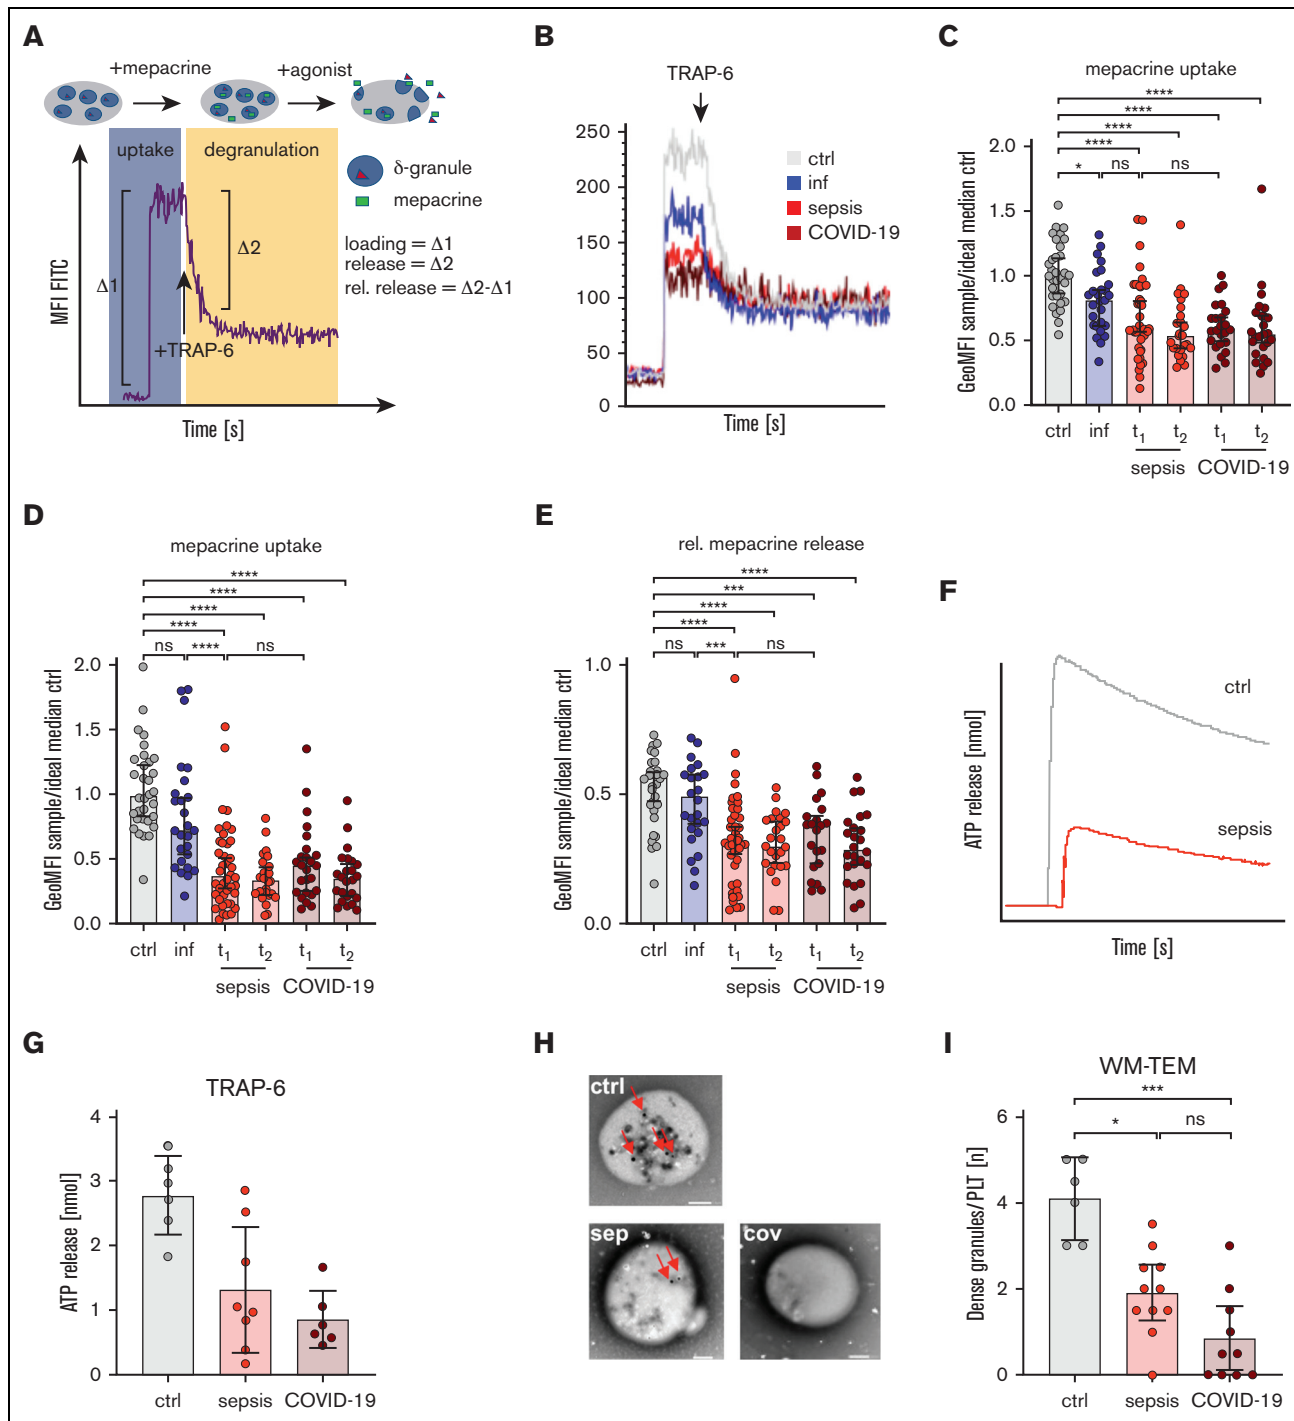 A
+mepacrine
+agonist
uptake
degranulation
δ-granule
mepacrine
loading = Δ1
release = Δ2
rel. release = Δ2-Δ1
Δ1
Δ2
+TRAP-6
MFI FITC
Time [s]
B
TRAP-6
250
200
150
100
50
0
ctrl
inf
sepsis
COVID-19
Time [s]
C
mepacrine uptake
****
****
****
****
* ns ns
GeoMFI sample/ideal median ctrl
2.0
1.5
1.0
0.5
0.0
ctrl inf t1 t2 t1 t2
sepsis COVID-19
D
mepacrine uptake
****
****
****
****
ns **** ns
GeoMFI sample/ideal median ctrl
2.0
1.5
1.0
0.5
0.0
ctrl inf t1 t2 t1 t2
sepsis COVID-19
E
rel. mepacrine release
****
***
****
****
ns *** ns
GeoMFI sample/ideal median ctrl
1.0
0.5
0.0
ctrl inf t1 t2 t1 t2
sepsis COVID-19
F
ctrl
sepsis
ATP release [nmol]
Time [s]
G
TRAP-6
ATP release [nmol]
4
3
2
1
0
ctrl sepsis COVID-19
H
ctrl
sep
cov
I
WM-TEM
***
* ns
Dense granules/PLT [n]
6
4
2
0
ctrl sepsis COVID-19